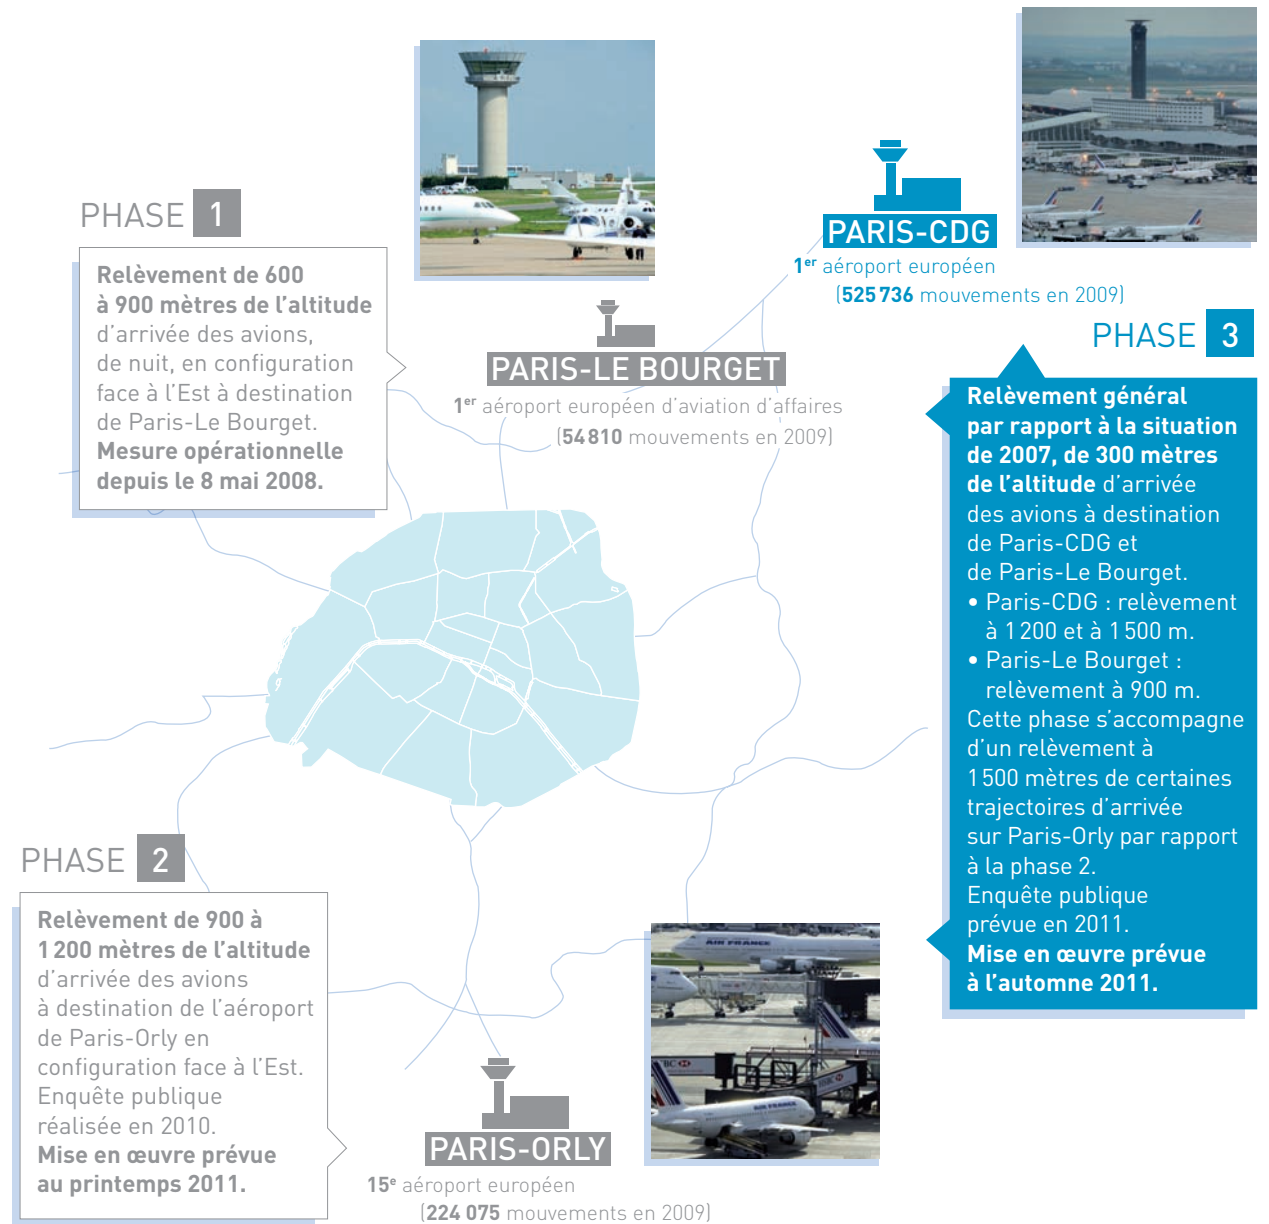 PHASE 1
Relèvement de 600
à 900 mètres de l’altitude
d’arrivée des avions,
de nuit, en configuration
face à l’Est à destination
de Paris-Le Bourget.
Mesure opérationnelle
depuis le 8 mai 2008.
PARIS-LE BOURGET
1er aéroport européen d’aviation d’affaires
(54 810 mouvements en 2009)
PARIS-CDG
1er aéroport européen
(525 736 mouvements en 2009)
PHASE 3
Relèvement général
par rapport à la situation
de 2007, de 300 mètres
de l’altitude d’arrivée
des avions à destination
de Paris-CDG et
de Paris-Le Bourget.
• Paris-CDG : relèvement
à 1 200 et à 1 500 m.
• Paris-Le Bourget :
relèvement à 900 m.
Cette phase s’accompagne
d’un relèvement à
1 500 mètres de certaines
trajectoires d’arrivée
sur Paris-Orly par rapport
à la phase 2.
Enquête publique
prévue en 2011.
Mise en œuvre prévue
à l’automne 2011.
PHASE 2
Relèvement de 900 à
1 200 mètres de l’altitude
d’arrivée des avions
à destination de l’aéroport
de Paris-Orly en
configuration face à l’Est.
Enquête publique
réalisée en 2010.
Mise en œuvre prévue
au printemps 2011.
AIR FRANCE
HSBC
AIR FRANCE
PARIS-ORLY
15e aéroport européen
(224 075 mouvements en 2009)